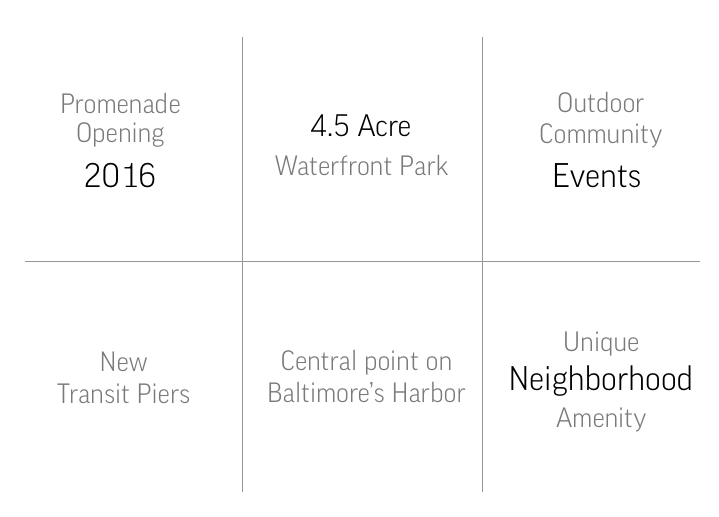 Promenade
Opening
2016
4.5 Acre
Waterfront Park
Outdoor
Community
Events
New
Transit Piers
Central point on
Baltimore’s Harbor
Unique
Neighborhood
Amenity